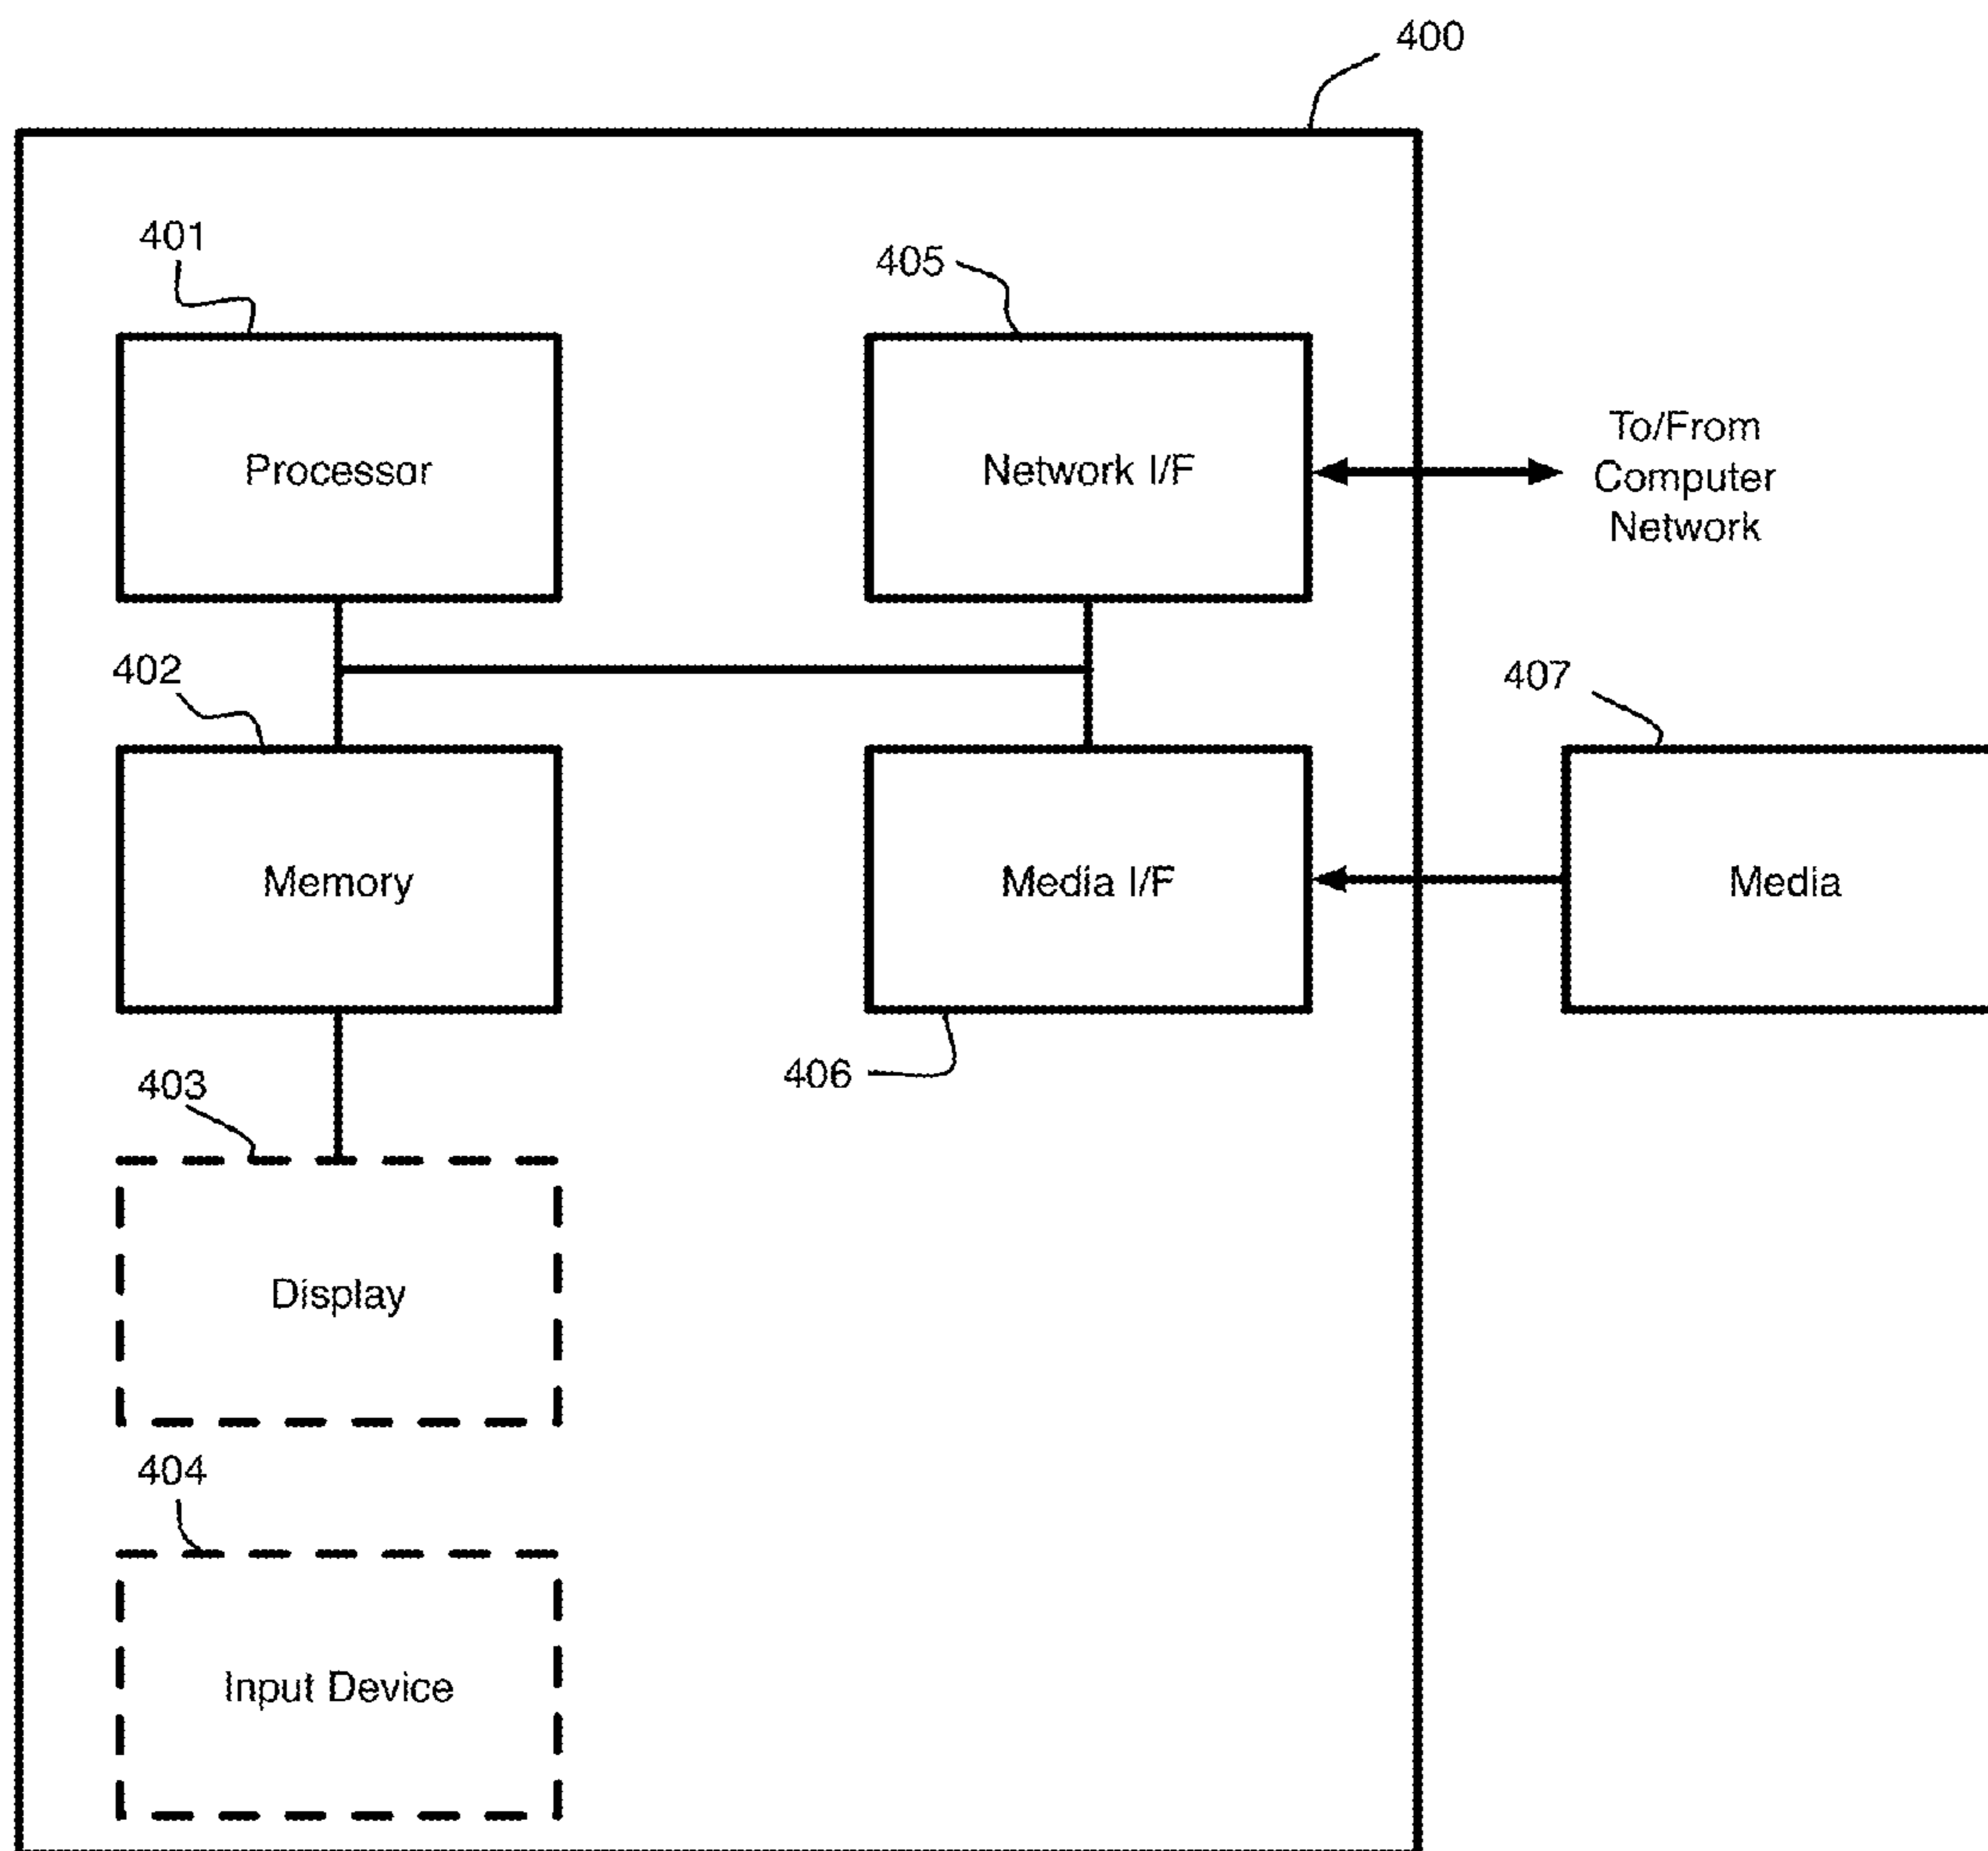 400
401
405
Processor
Network I/F
To/From
Computer
Network
402
407
Memory
Media I/F
Media
403
406
Display
404
Input Device